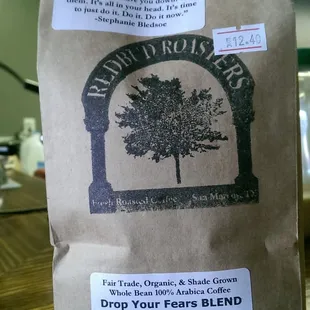 them. It's all in your head. It's time
to just do it. Do it. Do it now."
-Stephanie Bledsoe
$12.40
REDBUD ROASTERS
Fresh Roasted Coffee San Marcos, TX
Fair Trade, Organic, & Shade Grown
Whole Bean 100% Arabica Coffee
Drop Your Fears BLEND